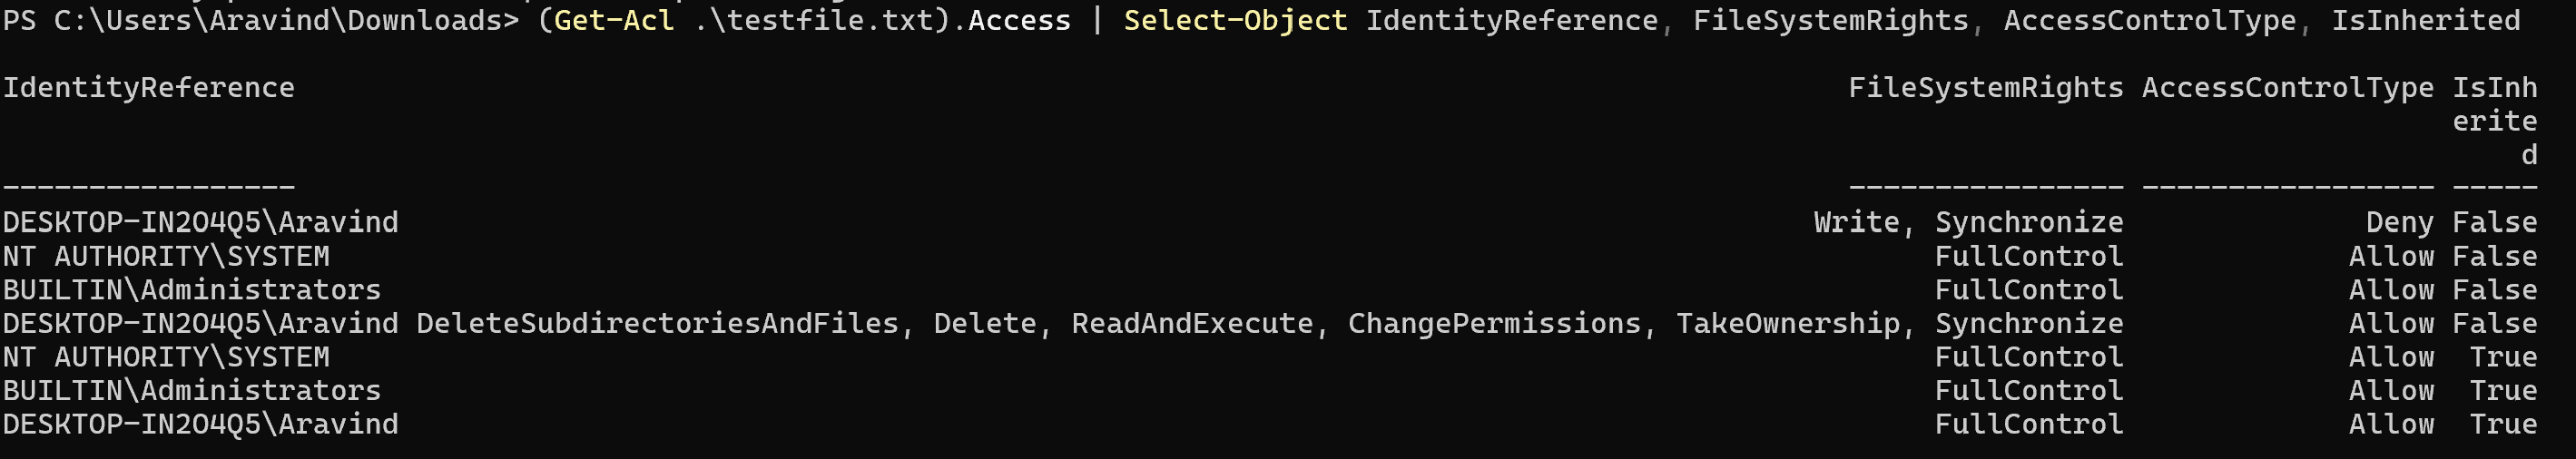 PS C:\Users\Aravind\Downloads> (Get-Acl .\testfile.txt).Access | Select-Object IdentityReference, FileSystemRights, AccessControlType, IsInherited
IdentityReference FileSystemRights AccessControlType IsInh
erite
d
----------------- ---------------- ----------------- -----
DESKTOP-IN2O4Q5\Aravind Write, Synchronize Deny False
NT AUTHORITY\SYSTEM FullControl Allow False
BUILTIN\Administrators FullControl Allow False
DESKTOP-IN2O4Q5\Aravind DeleteSubdirectoriesAndFiles, Delete, ReadAndExecute, ChangePermissions, TakeOwnership, Synchronize Allow False
NT AUTHORITY\SYSTEM FullControl Allow True
BUILTIN\Administrators FullControl Allow True
DESKTOP-IN2O4Q5\Aravind FullControl Allow True